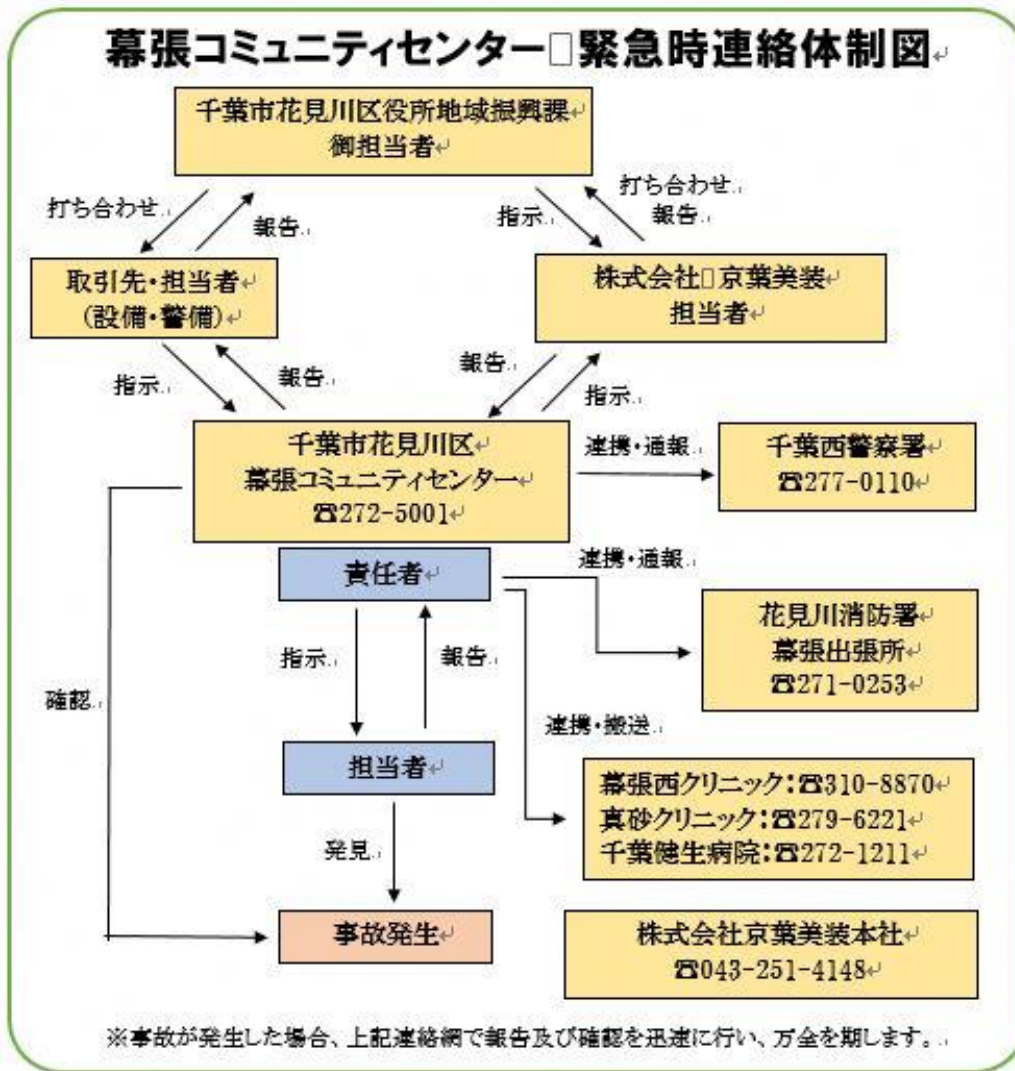 幕張コミュニティセンター□緊急時連絡体制図
千葉市花見川区役所地域振興課
御担当者
打ち合わせ
報告
指示
打ち合わせ
報告
取引先・担当者
(設備・警備)
株式会社□京葉美装
担当者
指示
報告
報告
指示
千葉市花見川区
幕張コミュニティセンター
☎272-5001
連携・通報
千葉西警察署
☎277-0110
責任者
連携・通報
花見川消防署
幕張出張所
☎271-0253
指示
報告
確認
連携・搬送
担当者
幕張西クリニック:☎310-8870
真砂クリニック:☎279-6221
千葉健生病院:☎272-1211
発見
事故発生
株式会社京葉美装本社
☎043-251-4148
※事故が発生した場合、上記連絡網で報告及び確認を迅速に行い、万全を期します。